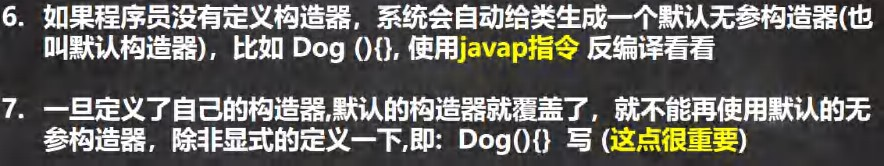 6. 如果程序员没有定义构造器，系统会自动给类生成一个默认无参构造器(也
叫默认构造器)，比如 Dog (){}, 使用javap指令 反编译看看
7. 一旦定义了自己的构造器,默认的构造器就覆盖了，就不能再使用默认的无
参构造器，除非显式的定义一下,即: Dog(){} 写 (这点很重要)